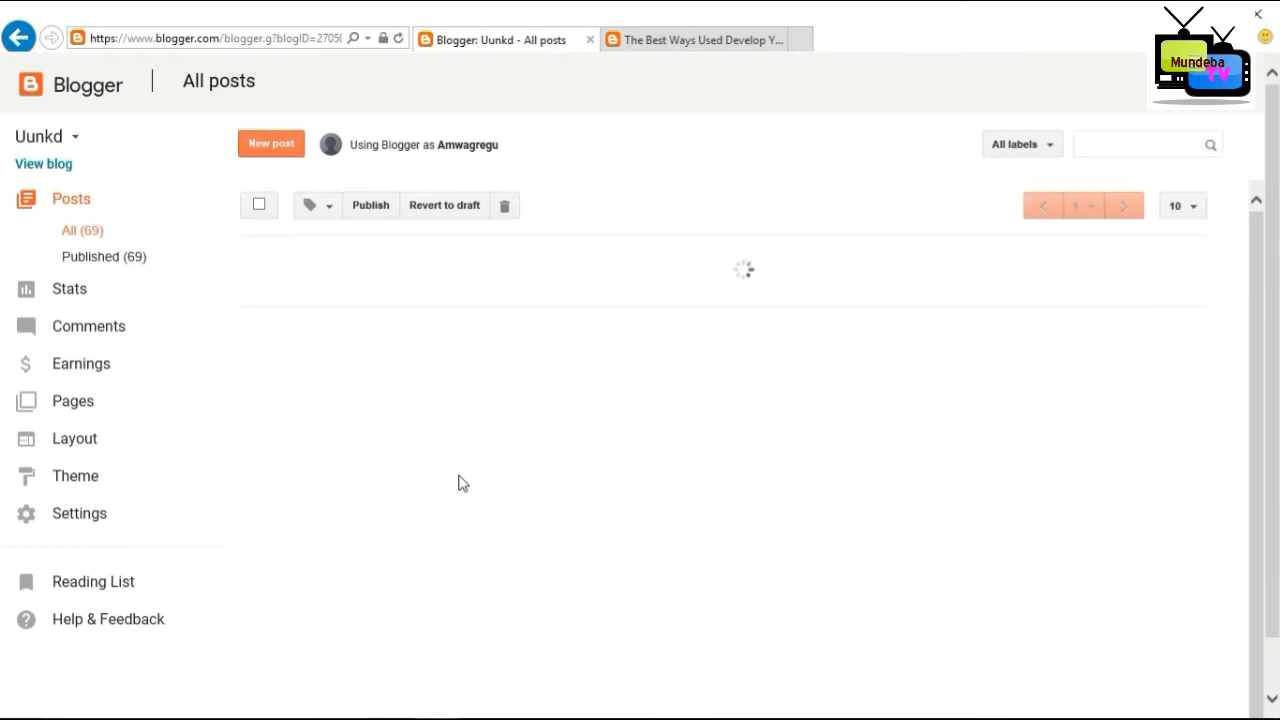 https://www.blogger.com/blogger.g?blogID=2705(
Blogger: Uunkd - All posts
The Best Ways Used Develop Y...
Mundeba
TV
Blogger
All posts
Uunkd
View blog
New post
Using Blogger as Amwagregu
All labels
Posts
Publish
Revert to draft
1
10
All (69)
Published (69)
Stats
Comments
Earnings
Pages
Layout
Theme
Settings
Reading List
Help & Feedback